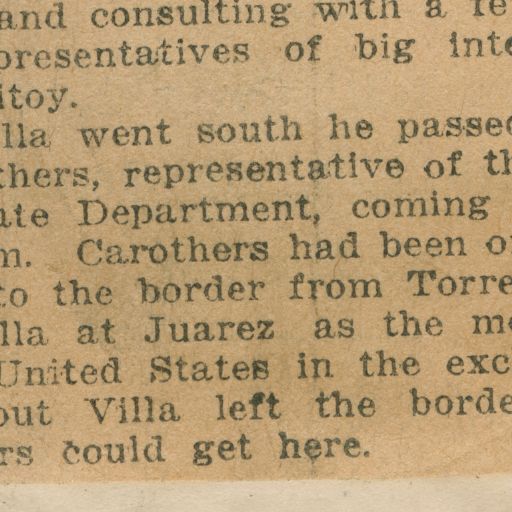 and consulting with a fe
presentatives of big inte
itoy.
lla went south he passed
thers, representative of th
ate Department, coming
m. Carothers had been o
to the border from Torre
lla at Juarez as the me
United States in the exc
out Villa left the borde
rs could get here.